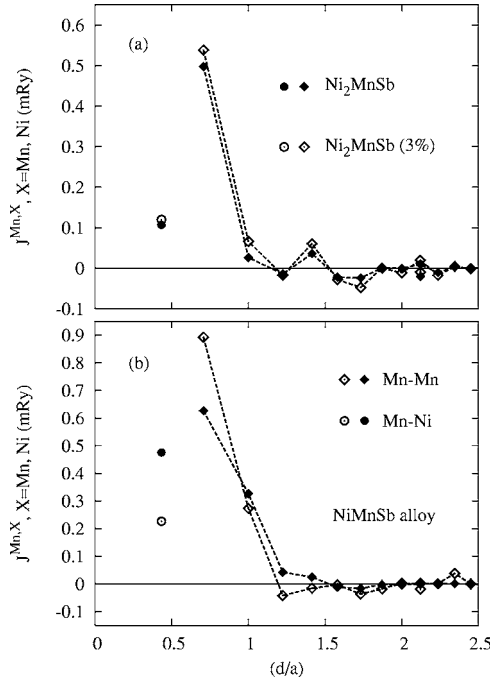 (a)
Ni₂MnSb
Ni₂MnSb (3%)
J^Mn,X, X=Mn, Ni (mRy)
0.6
0.5
0.4
0.3
0.2
0.1
0
-0.1
(b)
Mn-Mn
Mn-Ni
NiMnSb alloy
J^Mn,X, X=Mn, Ni (mRy)
0.9
0.8
0.7
0.6
0.5
0.4
0.3
0.2
0.1
0
-0.1
0 0.5 1 1.5 2 2.5
(d/a)